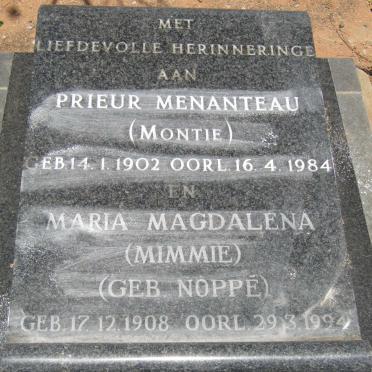 MET
LIEFDEVOLLE HERINNERINGE
AAN
PRIEUR MENANTEAU
(MONTIE)
GEB.14.1.1902 OORL.16.4.1984
EN
MARIA MAGDALENA
(MIMMIE)
(GEB. NOPPÉ)
GEB.17.12.1908 OORL.29.3.1994